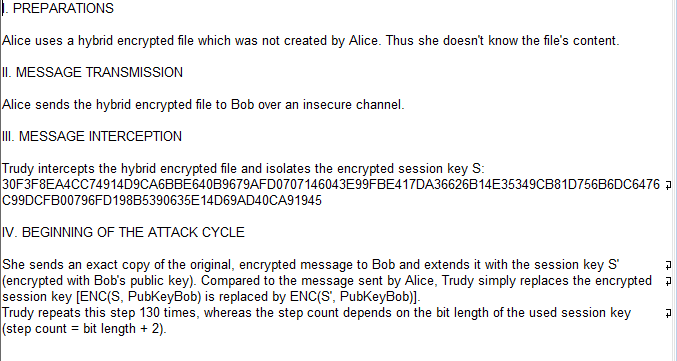 I. PREPARATIONS
Alice uses a hybrid encrypted file which was not created by Alice. Thus she doesn't know the file's content.
II. MESSAGE TRANSMISSION
Alice sends the hybrid encrypted file to Bob over an insecure channel.
III. MESSAGE INTERCEPTION
Trudy intercepts the hybrid encrypted file and isolates the encrypted session key S:
30F3F8EA4CC74914D9CA6BBE640B9679AFD0707146043E99FBE417DA36626B14E35349CB81D756B6DC6476
C99DCFB00796FD198B5390635E14D69AD40CA91945
IV. BEGINNING OF THE ATTACK CYCLE
She sends an exact copy of the original, encrypted message to Bob and extends it with the session key S'
(encrypted with Bob's public key). Compared to the message sent by Alice, Trudy simply replaces the encrypted
session key [ENC(S, PubKeyBob) is replaced by ENC(S', PubKeyBob)].
Trudy repeats this step 130 times, whereas the step count depends on the bit length of the used session key
(step count = bit length + 2).